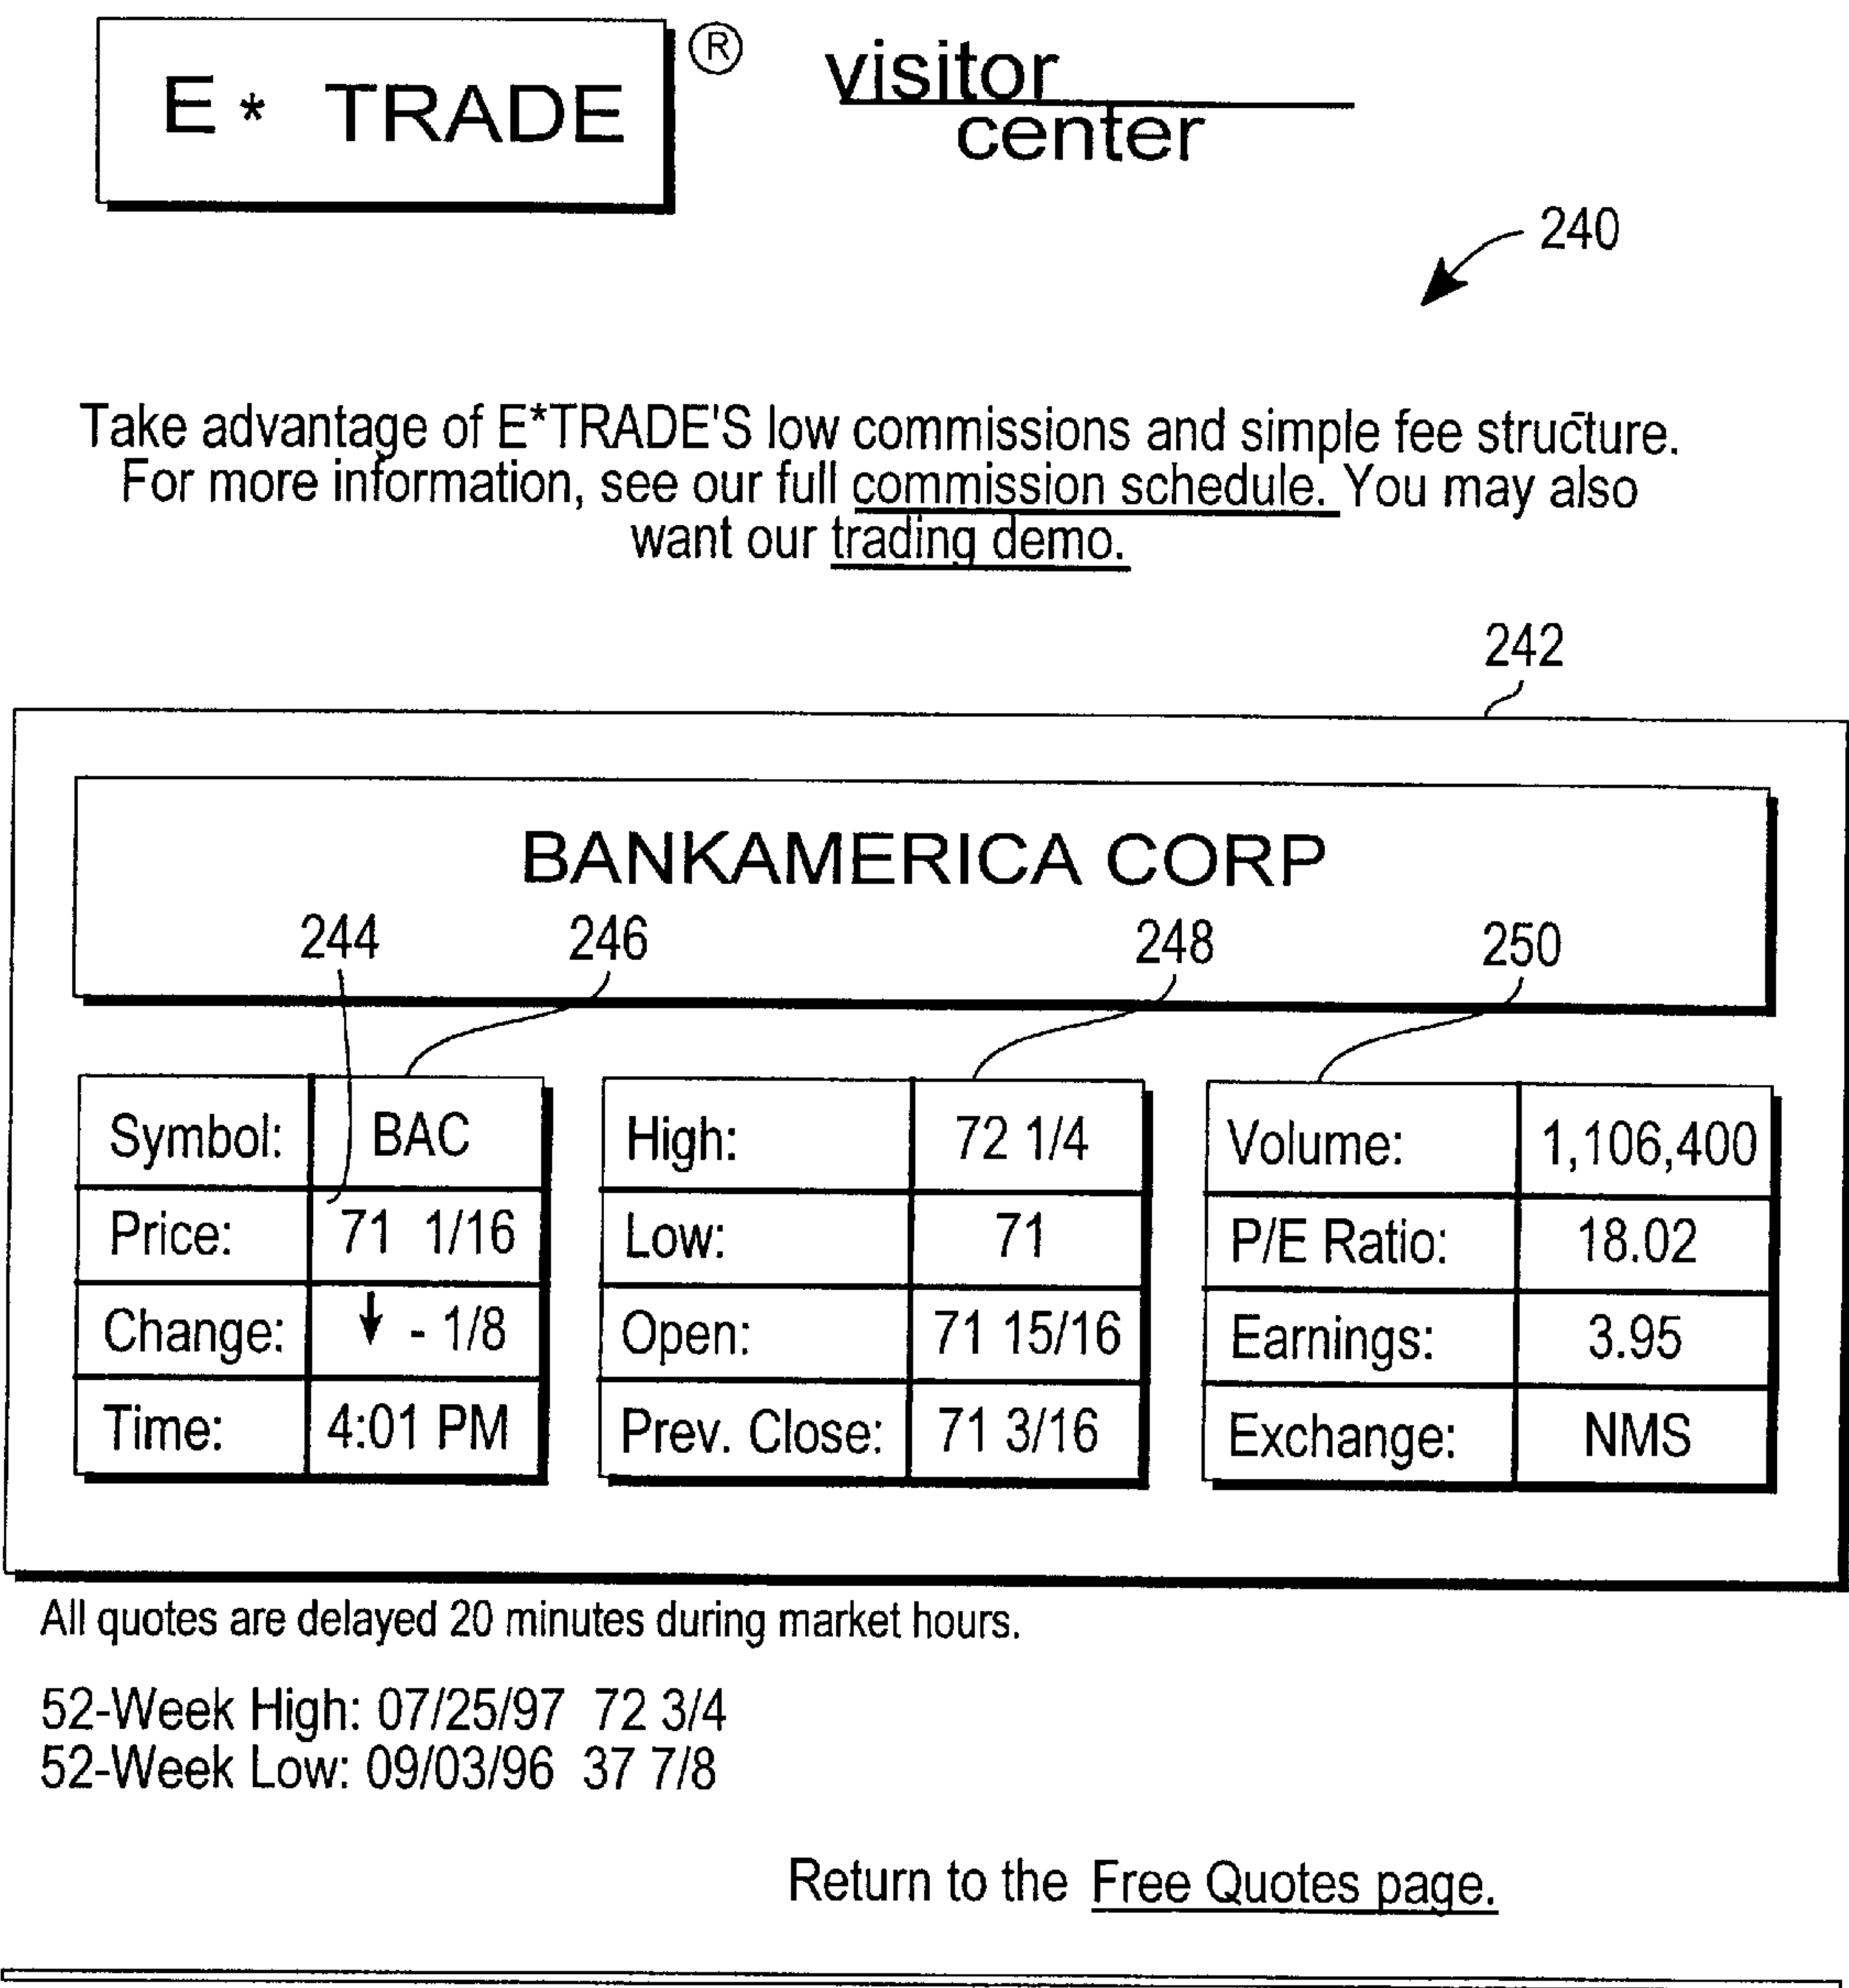 E * TRADE ®
visitor
center
240
Take advantage of E*TRADE'S low commissions and simple fee structure.
For more information, see our full commission schedule. You may also
want our trading demo.
242
BANKAMERICA CORP
244 246 248 250
Symbol: BAC High: 72 1/4 Volume: 1,106,400
Price: 71 1/16 Low: 71 P/E Ratio: 18.02
Change: ↓ - 1/8 Open: 71 15/16 Earnings: 3.95
Time: 4:01 PM Prev. Close: 71 3/16 Exchange: NMS
All quotes are delayed 20 minutes during market hours.
52-Week High: 07/25/97 72 3/4
52-Week Low: 09/03/96 37 7/8
Return to the Free Quotes page.